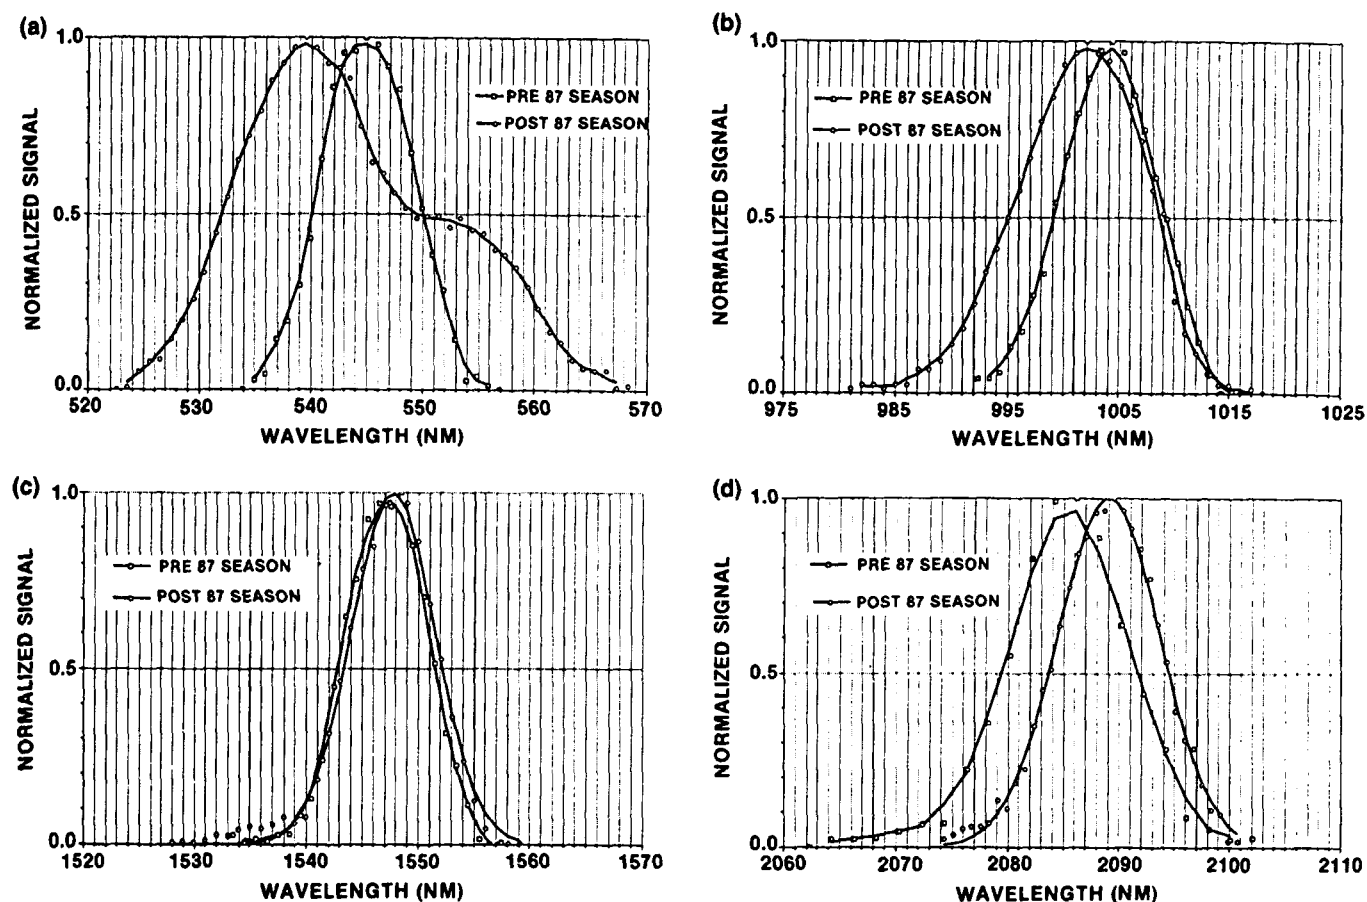 (a)
1.0
0.5
0.0
NORMALIZED SIGNAL
PRE 87 SEASON
POST 87 SEASON
520 530 540 550 560 570
WAVELENGTH (NM)
(b)
1.0
0.5
0.0
NORMALIZED SIGNAL
PRE 87 SEASON
POST 87 SEASON
975 985 995 1005 1015 1025
WAVELENGTH (NM)
(c)
1.0
0.5
0.0
NORMALIZED SIGNAL
PRE 87 SEASON
POST 87 SEASON
1520 1530 1540 1550 1560 1570
WAVELENGTH (NM)
(d)
1.0
0.5
0.0
NORMALIZED SIGNAL
PRE 87 SEASON
POST 87 SEASON
2060 2070 2080 2090 2100 2110
WAVELENGTH (NM)